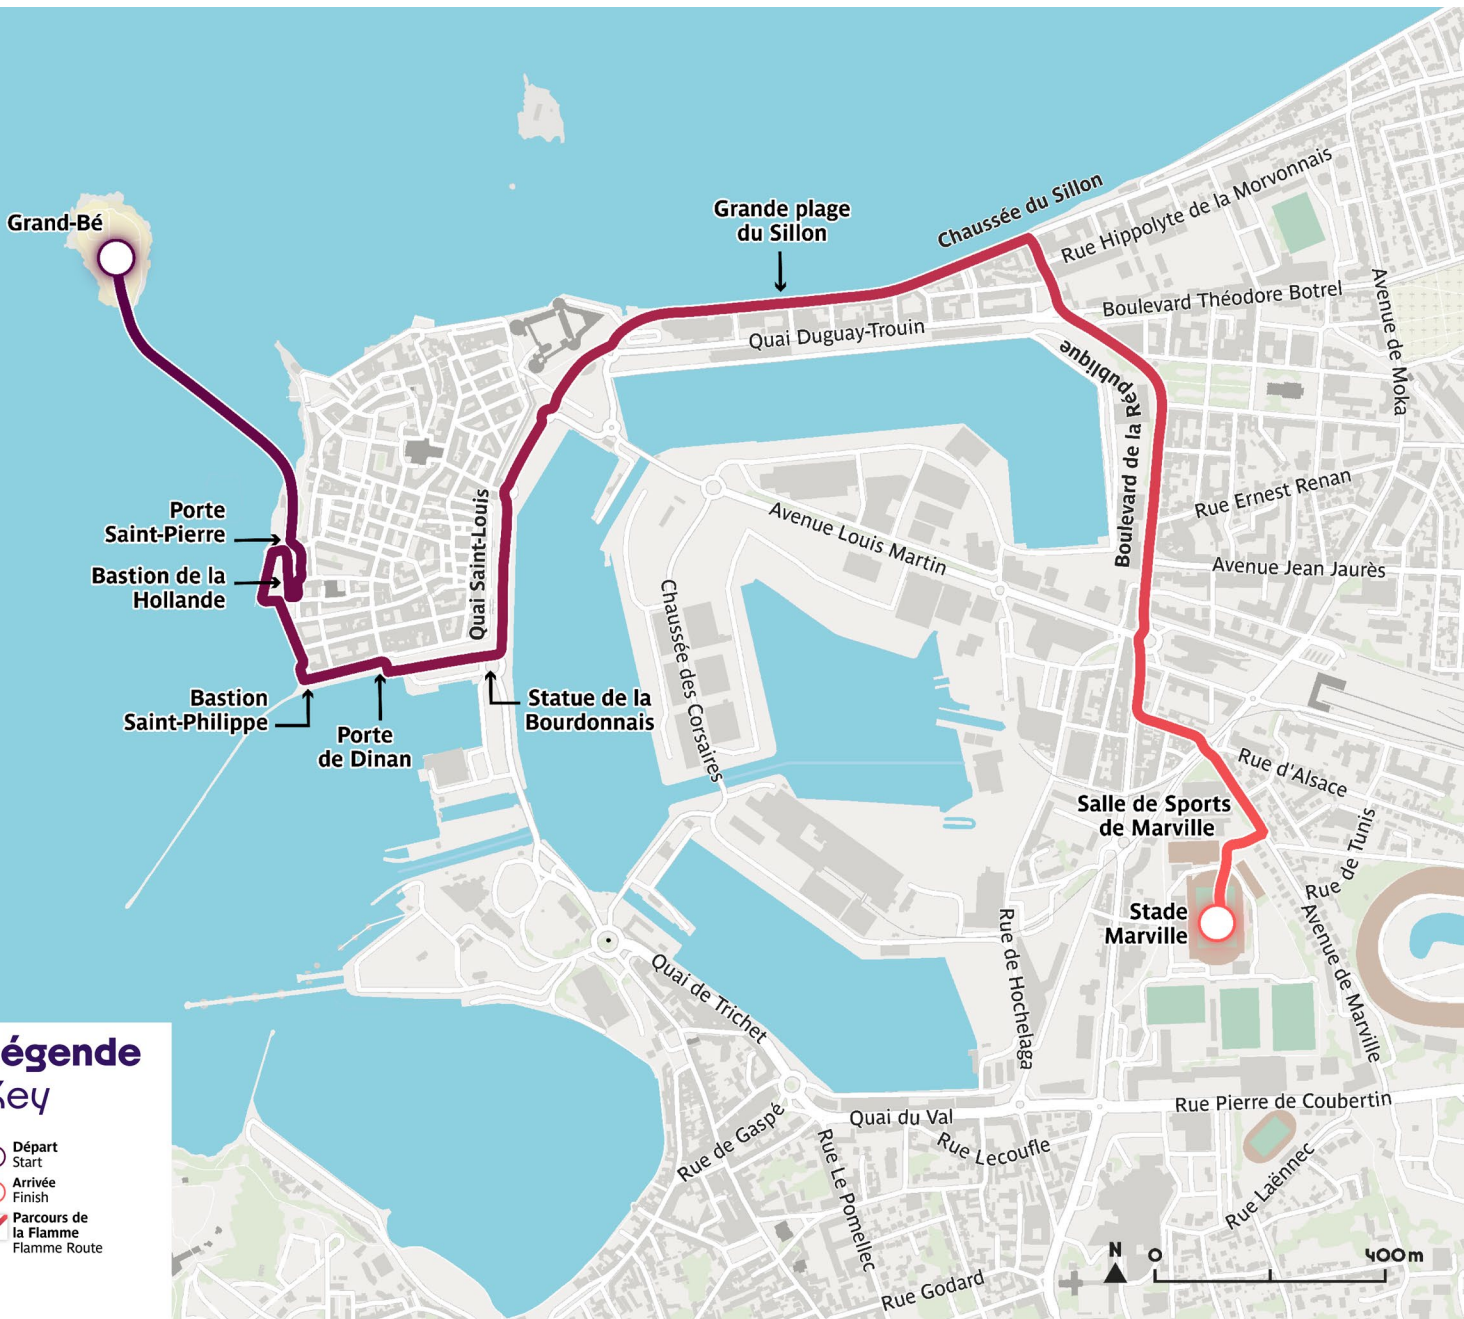 Grand-Bé
Grande plage
du Sillon
Chaussée du Sillon
Rue Hippolyte de la Morvonnais
Boulevard Théodore Botrel
Avenue de Moka
Quai Duguay-Trouin
Boulevard de la République
Rue Ernest Renan
Avenue Louis Martin
Avenue Jean Jaurès
Porte
Saint-Pierre
Bastion de la
Hollande
Quai Saint-Louis
Chaussée des Corsaires
Bastion
Saint-Philippe
Porte
de Dinan
Statue de la
Bourdonnais
Rue d'Alsace
Salle de Sports
de Marville
Rue de Tunis
Stade
Marville
Avenue de Marville
Rue de Hochelaga
Quai de Trichet
Quai du Val
Rue Pierre de Coubertin
Rue de Gaspé
Rue Le Pomellec
Rue Lecoufle
Rue Laënnec
Rue Godard
égende
Key
Départ
Start
Arrivée
Finish
Parcours de
la Flamme
Flamme Route
N
0
400m